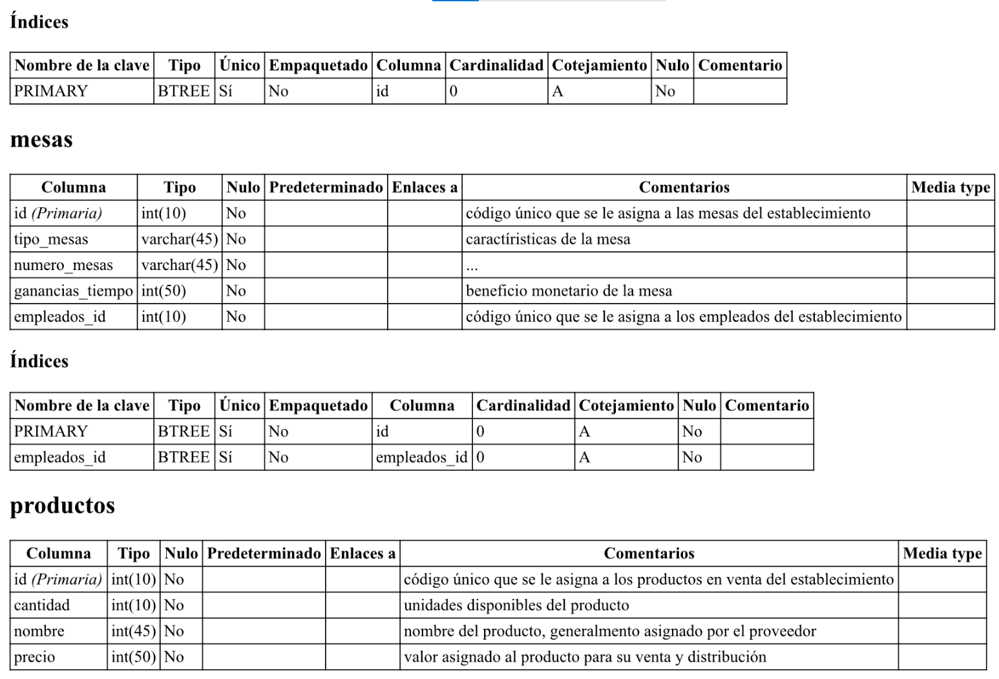 Índices
Nombre de la clave Tipo Único Empaquetado Columna Cardinalidad Cotejamiento Nulo Comentario
PRIMARY BTREE Sí No id 0 A No
mesas
Columna Tipo Nulo Predeterminado Enlaces a Comentarios Media type
id (Primaria) int(10) No código único que se le asigna a las mesas del establecimiento
tipo_mesas varchar(45) No caractíristicas de la mesa
numero_mesas varchar(45) No ...
ganancias_tiempo int(50) No beneficio monetario de la mesa
empleados_id int(10) No código único que se le asigna a los empleados del establecimiento
Índices
Nombre de la clave Tipo Único Empaquetado Columna Cardinalidad Cotejamiento Nulo Comentario
PRIMARY BTREE Sí No id 0 A No
empleados_id BTREE Sí No empleados_id 0 A No
productos
Columna Tipo Nulo Predeterminado Enlaces a Comentarios Media type
id (Primaria) int(10) No código único que se le asigna a los productos en venta del establecimiento
cantidad int(10) No unidades disponibles del producto
nombre int(45) No nombre del producto, generalmento asignado por el proveedor
precio int(50) No valor asignado al producto para su venta y distribución